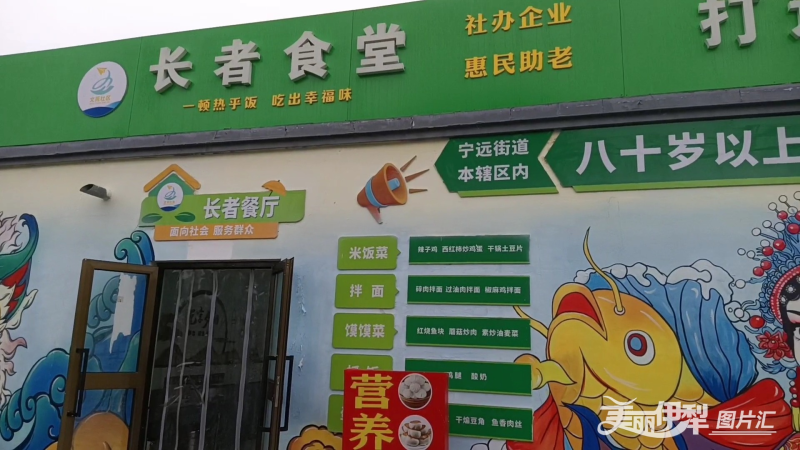 长者食堂
社办企业
惠民助老
打
一顿热乎饭 吃出幸福味
宁远街道
本辖区内
八十岁以上
长者餐厅
面向社会 服务群众
米饭菜
辣子鸡 西红柿炒鸡蛋 干锅土豆片
拌面
碎肉拌面 过油肉拌面 椒麻鸡拌面
馍馍菜
红烧鱼块 蘑菇炒肉 素炒油麦菜
腿 酸奶
干煸豆角 鱼香肉丝
营养
美丽伊犁 图片汇